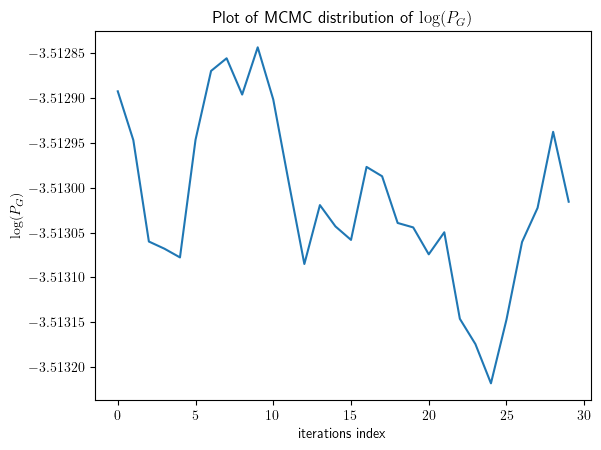 Plot of MCMC distribution of log(P_G)
log(P_G)
−3.51285
−3.51290
−3.51295
−3.51300
−3.51305
−3.51310
−3.51315
−3.51320
0 5 10 15 20 25 30
iterations index